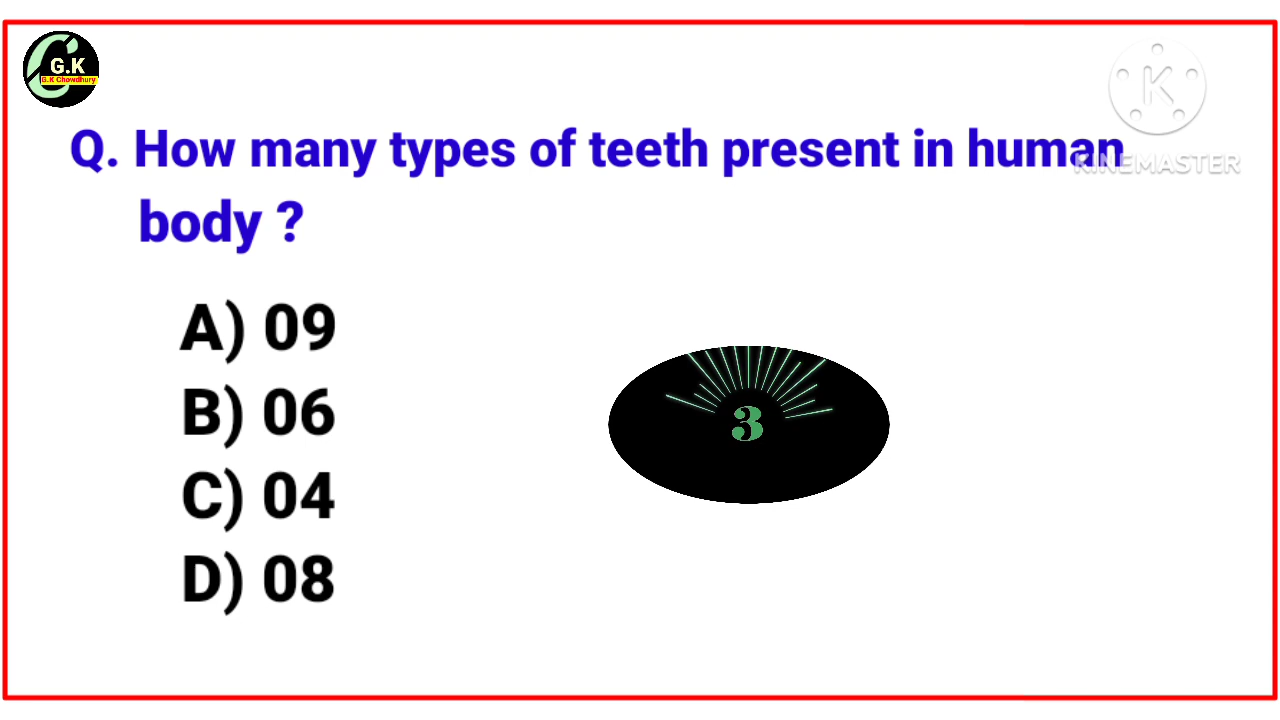 G.K
G.K Chowdhury
K
KINEMASTER
Q. How many types of teeth present in human
body ?
A) 09
B) 06
C) 04
D) 08
3